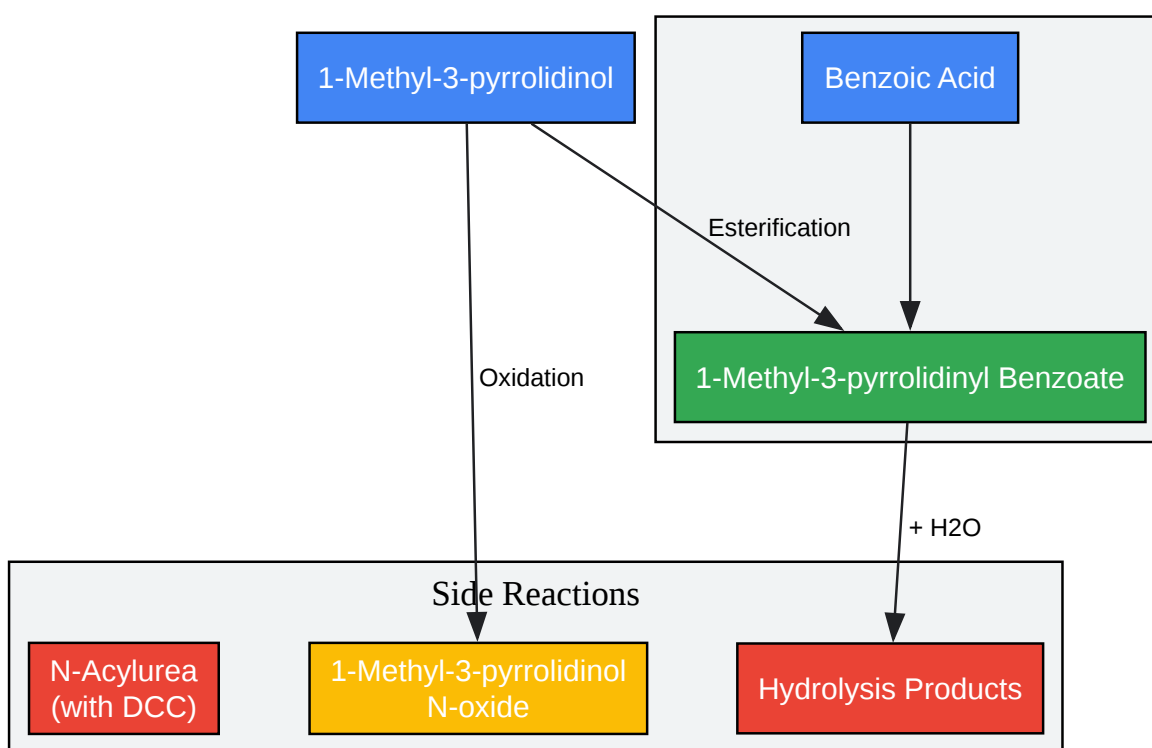 1-Methyl-3-pyrrolidinol
Benzoic Acid
Esterification
1-Methyl-3-pyrrolidinyl Benzoate
Oxidation
+ H2O
Side Reactions
N-Acylurea
(with DCC)
1-Methyl-3-pyrrolidinol
N-oxide
Hydrolysis Products